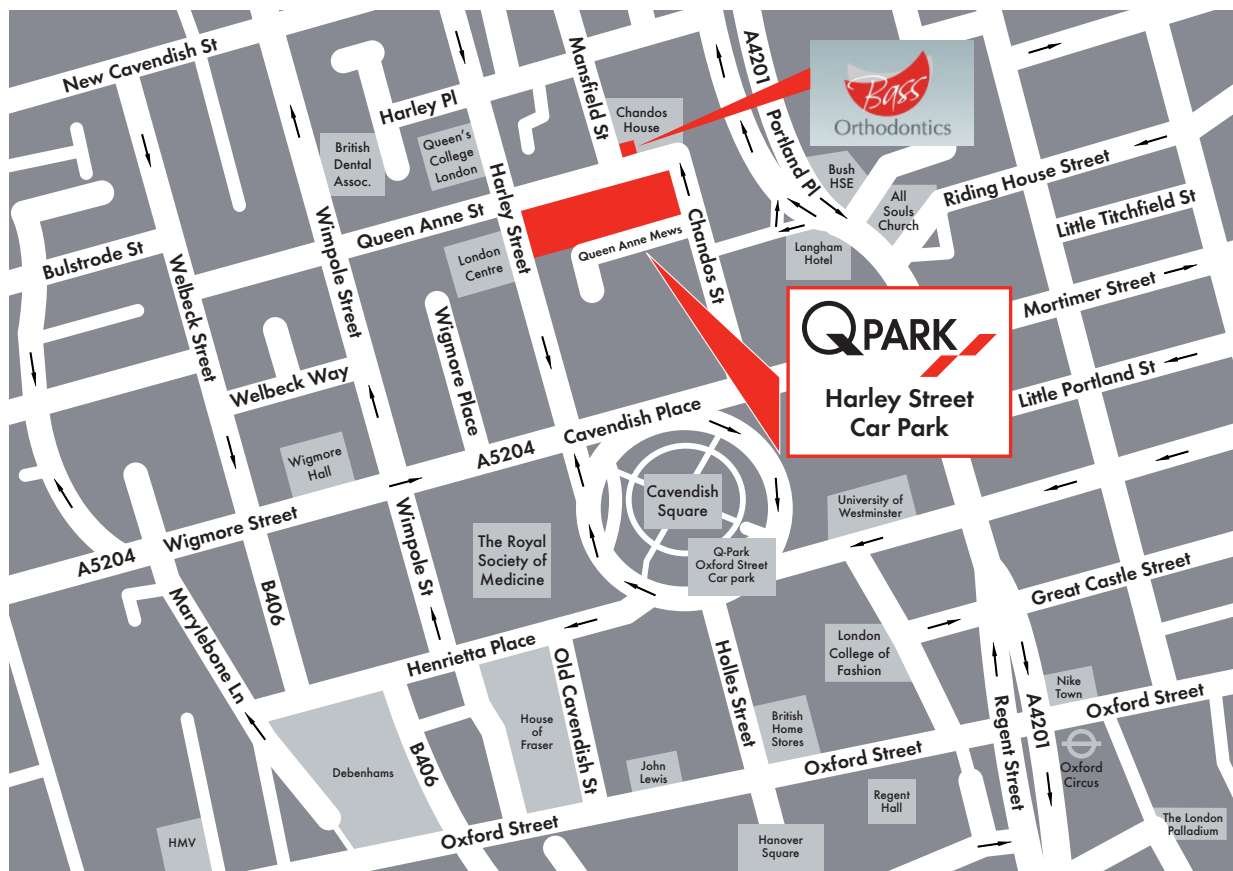 New Cavendish St
Harley Pl
Mansfield St
A4201
Portland Pl
Bass
Orthodontics
Chandos
House
British
Dental
Assoc.
Queen's
College
London
Harley Street
Bush
HSE
All
Souls
Church
Riding House Street
Little Titchfield St
Wimpole Street
Queen Anne St
Queen Anne Mews
Chandos St
Langham
Hotel
Bulstrode St
Welbeck Street
London
Centre
Mortimer Street
Q PARK
Harley Street
Car Park
Wigmore Place
Welbeck Way
Little Portland St
Cavendish Place
A5204
Wigmore
Hall
Cavendish
Square
University of
Westminster
A5204
Wigmore Street
Wimpole St
The Royal
Society of
Medicine
Q-Park
Oxford Street
Car park
Great Castle Street
B406
Marylebone Ln
Henrietta Place
Old Cavendish St
Holles Street
London
College of
Fashion
Nike
Town
Regent Street
A4201
Oxford Street
House
of
Fraser
British
Home
Stores
B406
Debenhams
John
Lewis
Oxford Street
Oxford
Circus
Regent
Hall
Oxford Street
HMV
Hanover
Square
The London
Palladium